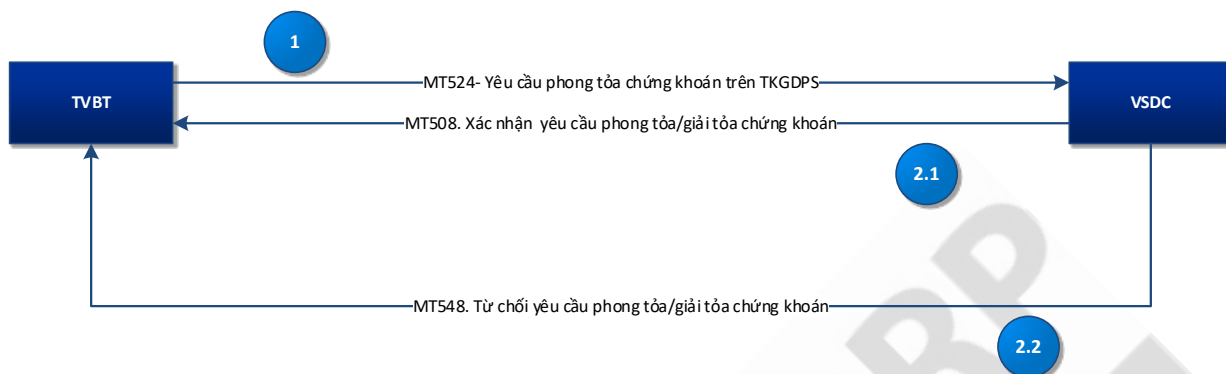 1
MT524- Yêu cầu phong tỏa chứng khoán trên TKGDPS
TVBT
VSDC
MT508. Xác nhận yêu cầu phong tỏa/giải tỏa chứng khoán
2.1
MT548. Từ chối yêu cầu phong tỏa/giải tỏa chứng khoán
2.2